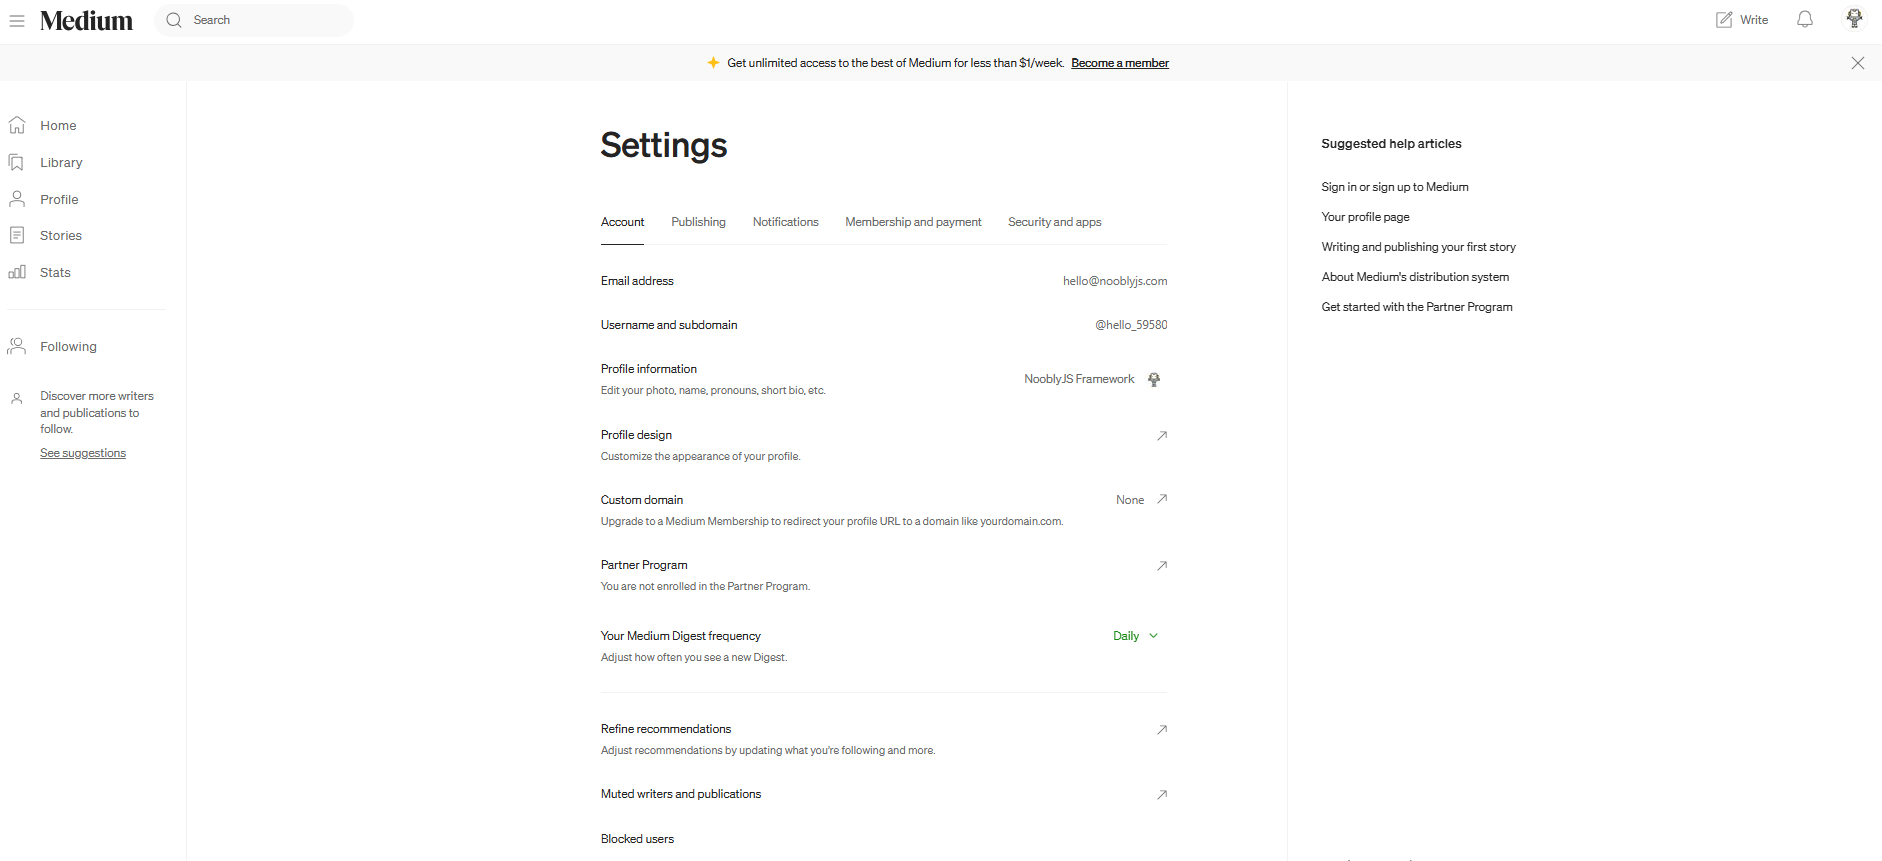 Medium
Search
Write
Get unlimited access to the best of Medium for less than $1/week. Become a member
Home
Library
Profile
Stories
Stats
Following
Discover more writers
and publications to
follow.
See suggestions
Settings
Account Publishing Notifications Membership and payment Security and apps
Email address hello@nooblyjs.com
Username and subdomain @hello_59580
Profile information NooblyJS Framework
Edit your photo, name, pronouns, short bio, etc.
Profile design
Customize the appearance of your profile.
Custom domain None
Upgrade to a Medium Membership to redirect your profile URL to a domain like yourdomain.com.
Partner Program
You are not enrolled in the Partner Program.
Your Medium Digest frequency Daily
Adjust how often you see a new Digest.
Refine recommendations
Adjust recommendations by updating what you're following and more.
Muted writers and publications
Blocked users
Suggested help articles
Sign in or sign up to Medium
Your profile page
Writing and publishing your first story
About Medium's distribution system
Get started with the Partner Program